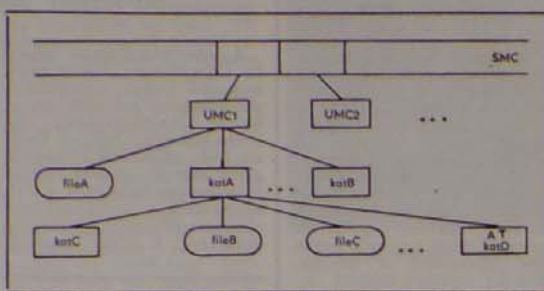 SMC
UMC1 UMC2 ...
fileA katA ... katB
katC fileB fileC ... A T
katD